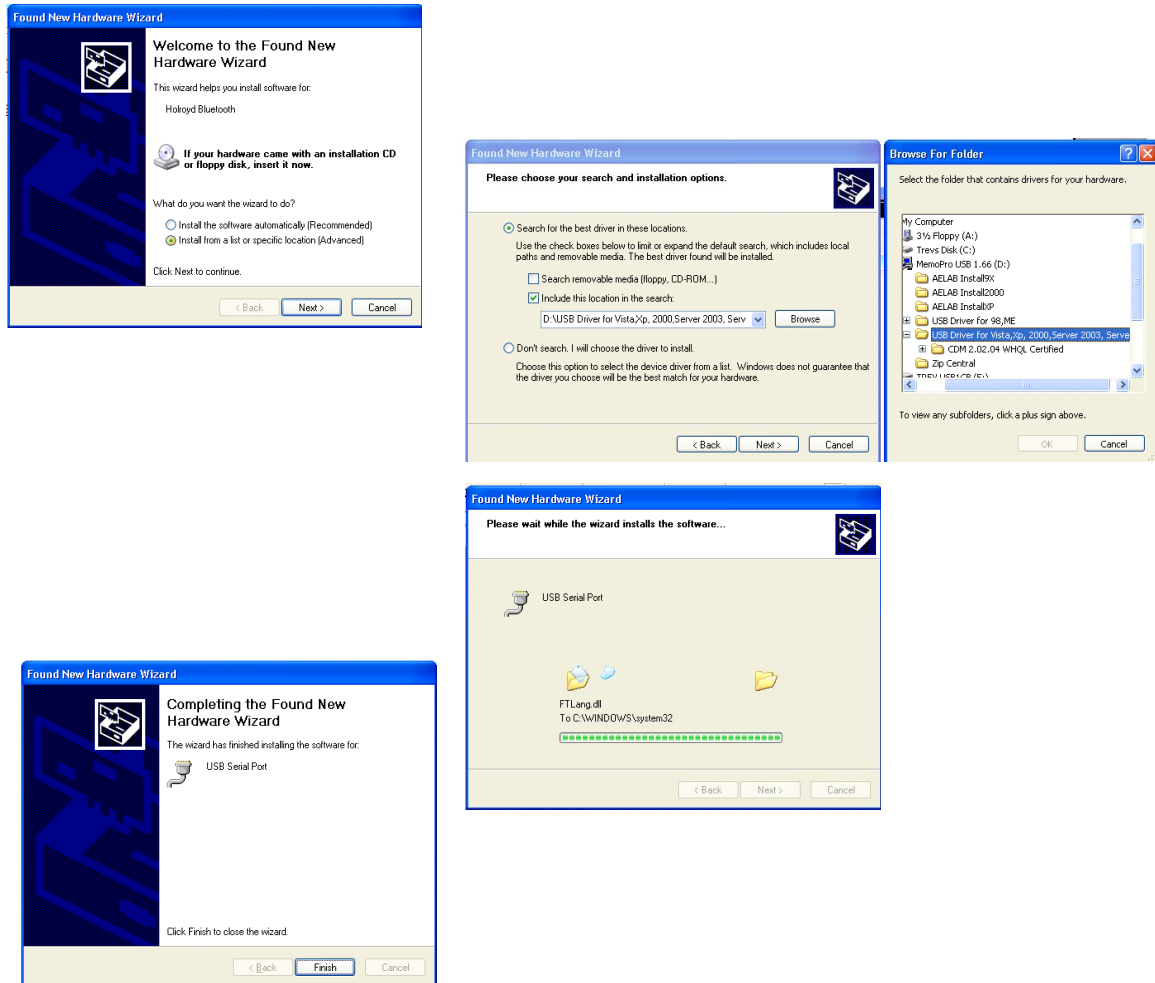 Found New Hardware Wizard
Welcome to the Found New
Hardware Wizard
This wizard helps you install software for:
Holroyd Bluetooth
If your hardware came with an installation CD
or floppy disk, insert it now.
What do you want the wizard to do?
Install the software automatically (Recommended)
Install from a list or specific location (Advanced)
Click Next to continue.
< Back
Next >
Cancel
Found New Hardware Wizard
Please choose your search and installation options.
Search for the best driver in these locations.
Use the check boxes below to limit or expand the default search, which includes local
paths and removable media. The best driver found will be installed.
Search removable media (floppy, CD-ROM...)
Include this location in the search:
D:\USB Driver for Vista,Xp, 2000,Server 2003, Serv
Browse
Don't search. I will choose the driver to install.
Choose this option to select the device driver from a list. Windows does not guarantee that
the driver you choose will be the best match for your hardware.
< Back
Next >
Cancel
Browse For Folder
Select the folder that contains drivers for your hardware.
My Computer
3½ Floppy (A:)
Trevs Disk (C:)
MemoPro USB 1.66 (D:)
AELAB Install9X
AELAB Install2000
AELAB InstallXP
USB Driver for 98,ME
USB Driver for Vista,Xp, 2000,Server 2003, Serve
CDM 2.02.04 WHQL Certified
Zip Central
To view any subfolders, click a plus sign above.
OK
Cancel
Found New Hardware Wizard
Please wait while the wizard installs the software...
USB Serial Port
FTLang.dll
To C:\WINDOWS\system32
< Back
Next >
Cancel
Found New Hardware Wizard
Completing the Found New
Hardware Wizard
The wizard has finished installing the software for:
USB Serial Port
Click Finish to close the wizard.
< Back
Finish
Cancel